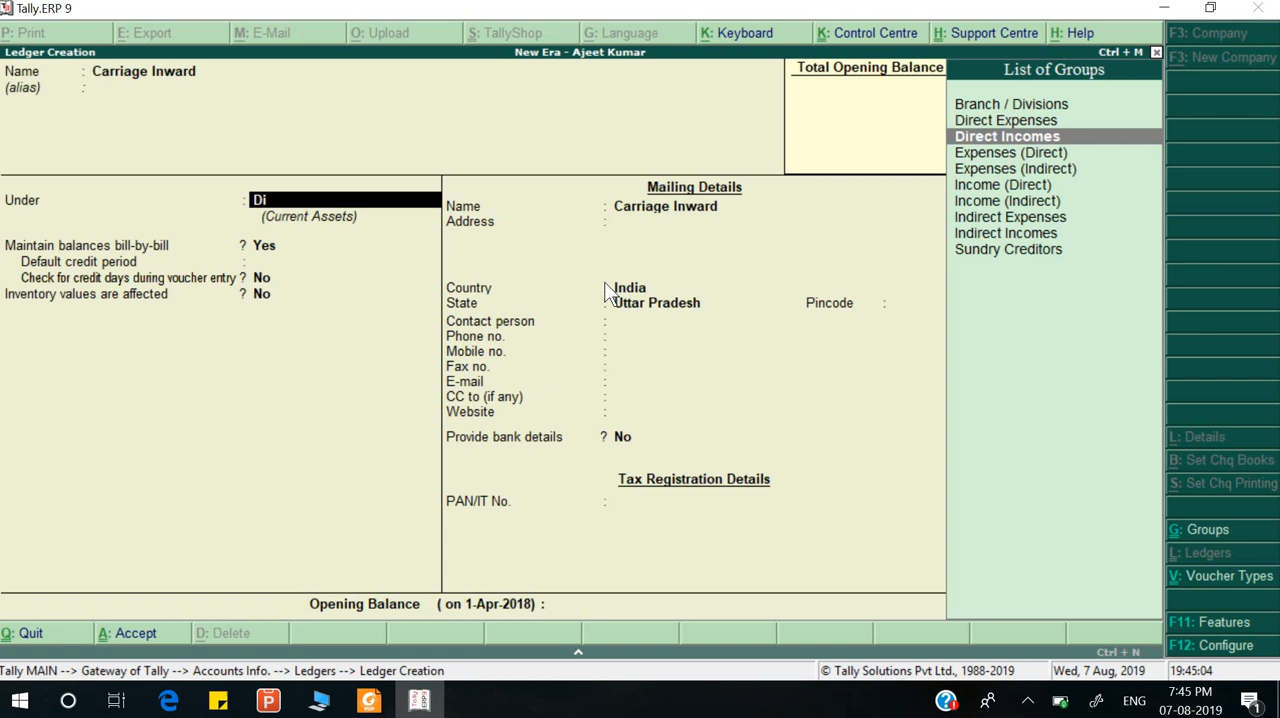 Tally.ERP 9
P: Print
E: Export
M: E-Mail
O: Upload
S: TallyShop
G: Language
K: Keyboard
K: Control Centre
H: Support Centre
H: Help
F3: Company
Ledger Creation
New Era - Ajeet Kumar
Ctrl + M
F3: New Company
Name : Carriage Inward
(alias) :
Total Opening Balance
List of Groups
Branch / Divisions
Direct Expenses
Direct Incomes
Expenses (Direct)
Expenses (Indirect)
Income (Direct)
Income (Indirect)
Indirect Expenses
Indirect Incomes
Sundry Creditors
Under : Di
(Current Assets)
Maintain balances bill-by-bill ? Yes
Default credit period :
Check for credit days during voucher entry ? No
Inventory values are affected ? No
Mailing Details
Name : Carriage Inward
Address :
Country : India
State : Uttar Pradesh Pincode :
Contact person :
Phone no. :
Mobile no. :
Fax no. :
E-mail :
CC to (if any) :
Website :
Provide bank details ? No
Tax Registration Details
PAN/IT No. :
L: Details
B: Set Chq Books
S: Set Chq Printing
G: Groups
L: Ledgers
V: Voucher Types
F11: Features
F12: Configure
Opening Balance ( on 1-Apr-2018) :
Q: Quit
A: Accept
D: Delete
Ctrl + N
Tally MAIN --> Gateway of Tally --> Accounts Info. --> Ledgers --> Ledger Creation
© Tally Solutions Pvt Ltd., 1988-2019
Wed, 7 Aug, 2019
19:45:04
ENG
7:45 PM
07-08-2019
1